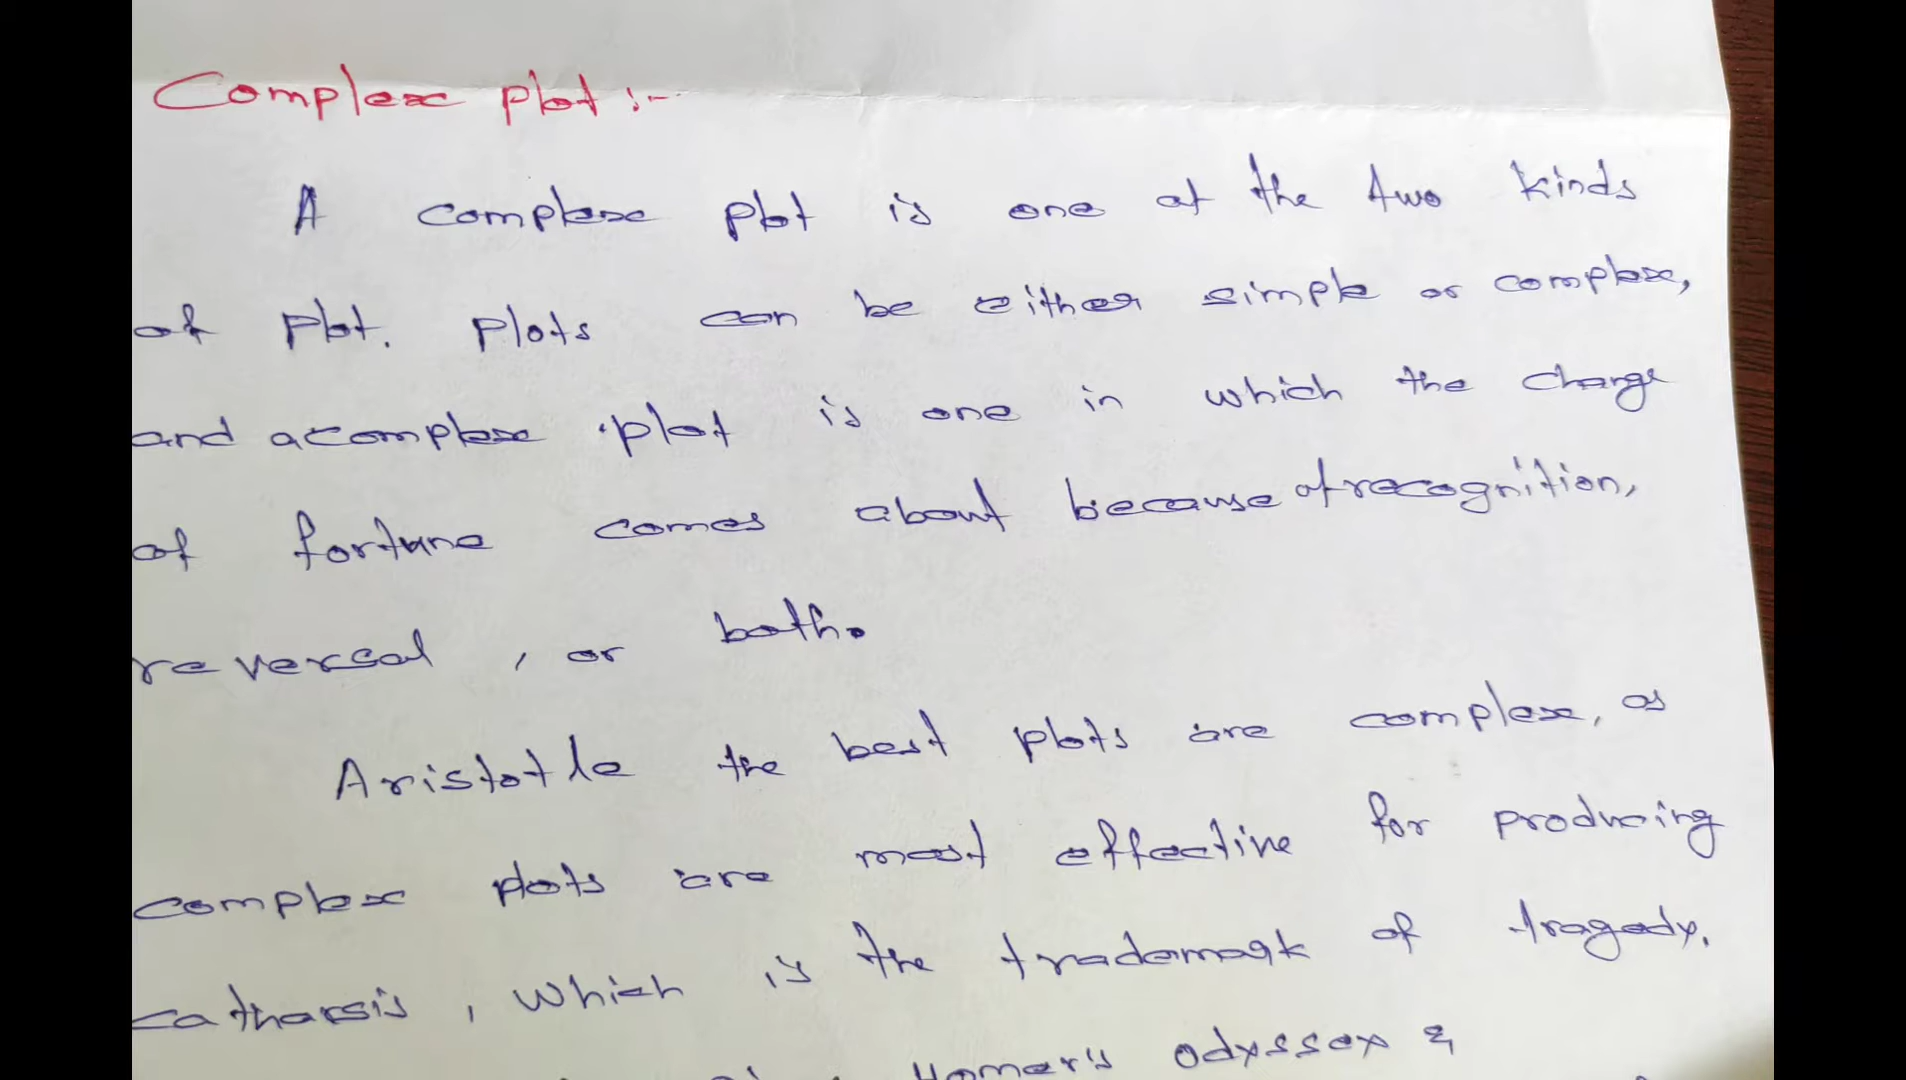 Complex plot :-
A complex plot is one of the two kinds
of plot. plots can be either simple or complex,
and a complex plot is one in which the change
of fortune comes about because of recognition,
reversal , or both.
Aristotle the best plots are complex, as
complex plots are most effective for producing
catharsis , which is the trademark of tragedy.
Homer's odyssey &